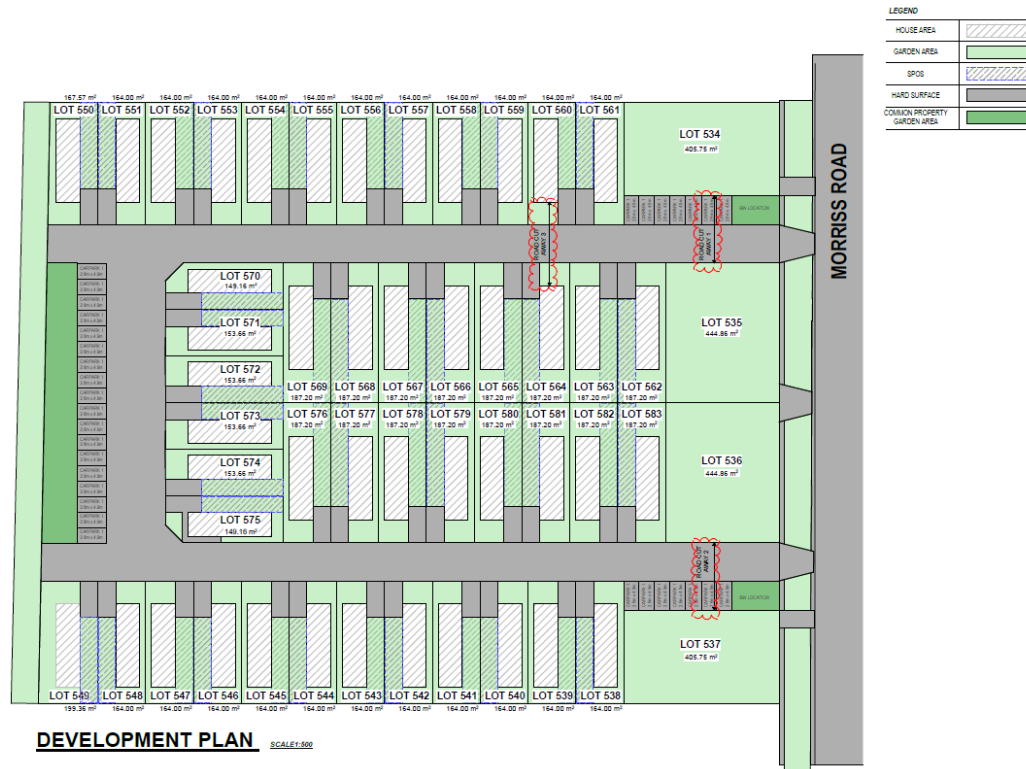 LEGEND
HOUSE AREA
GARDEN AREA
SPOS
HARD SURFACE
COMMON PROPERTY
GARDEN AREA
167.57 m² 164.00 m² 164.00 m² 164.00 m² 164.00 m² 164.00 m² 164.00 m² 164.00 m² 164.00 m² 164.00 m² 164.00 m² 164.00 m²
LOT 550 LOT 551 LOT 552 LOT 553 LOT 554 LOT 555 LOT 556 LOT 557 LOT 558 LOT 559 LOT 560 LOT 561
LOT 534
405.75 m²
MORRISS ROAD
BIN LOCATION
ROAD CUT
AWAY 3
ROAD CUT
AWAY 1
LOT 570
149.16 m²
LOT 571
153.66 m²
LOT 572
153.66 m²
LOT 573
153.66 m²
LOT 574
153.66 m²
LOT 575
149.16 m²
LOT 535
444.86 m²
LOT 569 LOT 568 LOT 567 LOT 566 LOT 565 LOT 564 LOT 563 LOT 562
187.20 m² 187.20 m² 187.20 m² 187.20 m² 187.20 m² 187.20 m² 187.20 m² 187.20 m²
LOT 576 LOT 577 LOT 578 LOT 579 LOT 580 LOT 581 LOT 582 LOT 583
187.20 m² 187.20 m² 187.20 m² 187.20 m² 187.20 m² 187.20 m² 187.20 m² 187.20 m²
LOT 536
444.86 m²
ROAD CUT
AWAY 2
BIN LOCATION
LOT 537
405.75 m²
LOT 549 LOT 548 LOT 547 LOT 546 LOT 545 LOT 544 LOT 543 LOT 542 LOT 541 LOT 540 LOT 539 LOT 538
199.36 m² 164.00 m² 164.00 m² 164.00 m² 164.00 m² 164.00 m² 164.00 m² 164.00 m² 164.00 m² 164.00 m² 164.00 m² 164.00 m²
DEVELOPMENT PLAN SCALE1:500